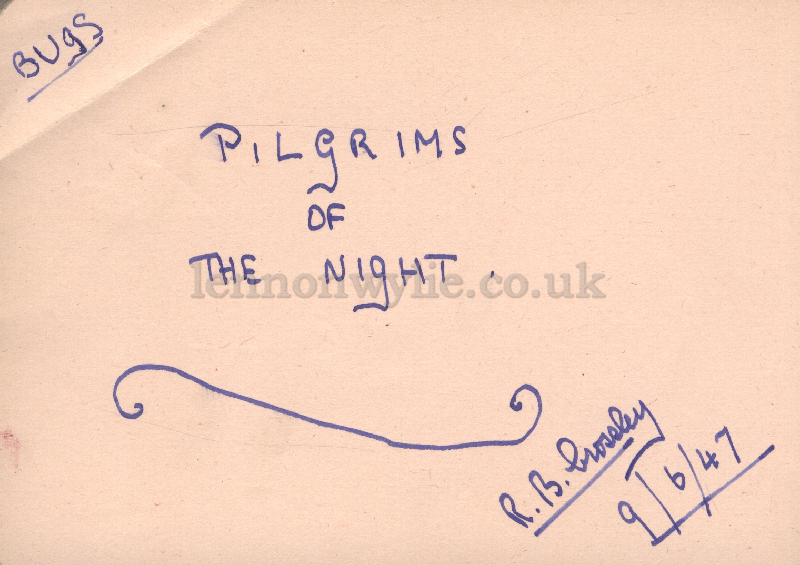 BUGS
PILGRIMS
OF
THE NIGHT.
lennonwylie.co.uk
R.B. Crossley
9/6/47